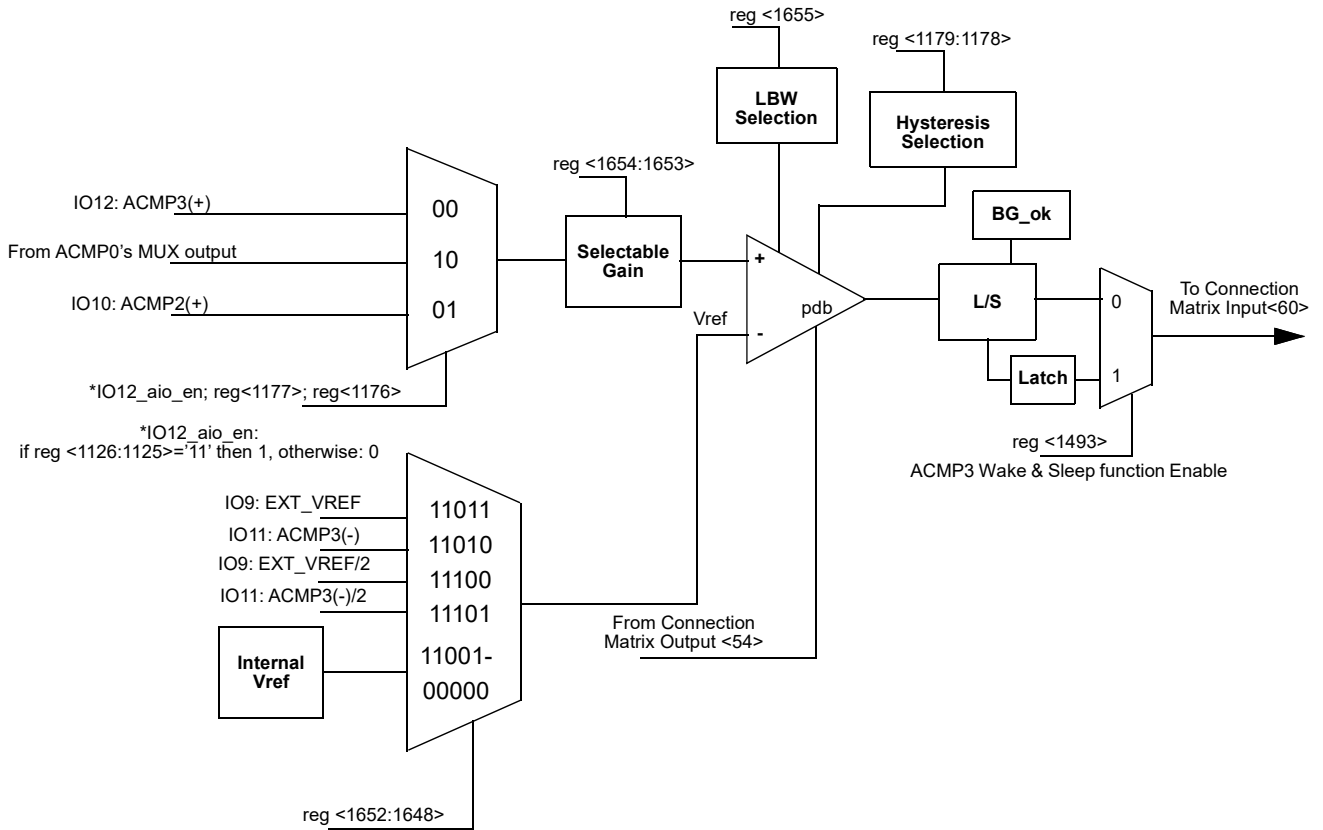 reg <1655>
reg <1179:1178>
LBW
Selection
Hysteresis
Selection
reg <1654:1653>
IO12: ACMP3(+)
00
From ACMP0's MUX output
10
IO10: ACMP2(+)
01
Selectable
Gain
BG_ok
+
L/S
0
To Connection
Matrix Input<60>
pdb
Vref
-
Latch
1
*IO12_aio_en; reg<1177>; reg<1176>
*IO12_aio_en:
if reg <1126:1125>='11' then 1, otherwise: 0
reg <1493>
ACMP3 Wake & Sleep function Enable
IO9: EXT_VREF
11011
IO11: ACMP3(-)
11010
IO9: EXT_VREF/2
11100
IO11: ACMP3(-)/2
11101
Internal
Vref
11001-
00000
From Connection
Matrix Output <54>
reg <1652:1648>